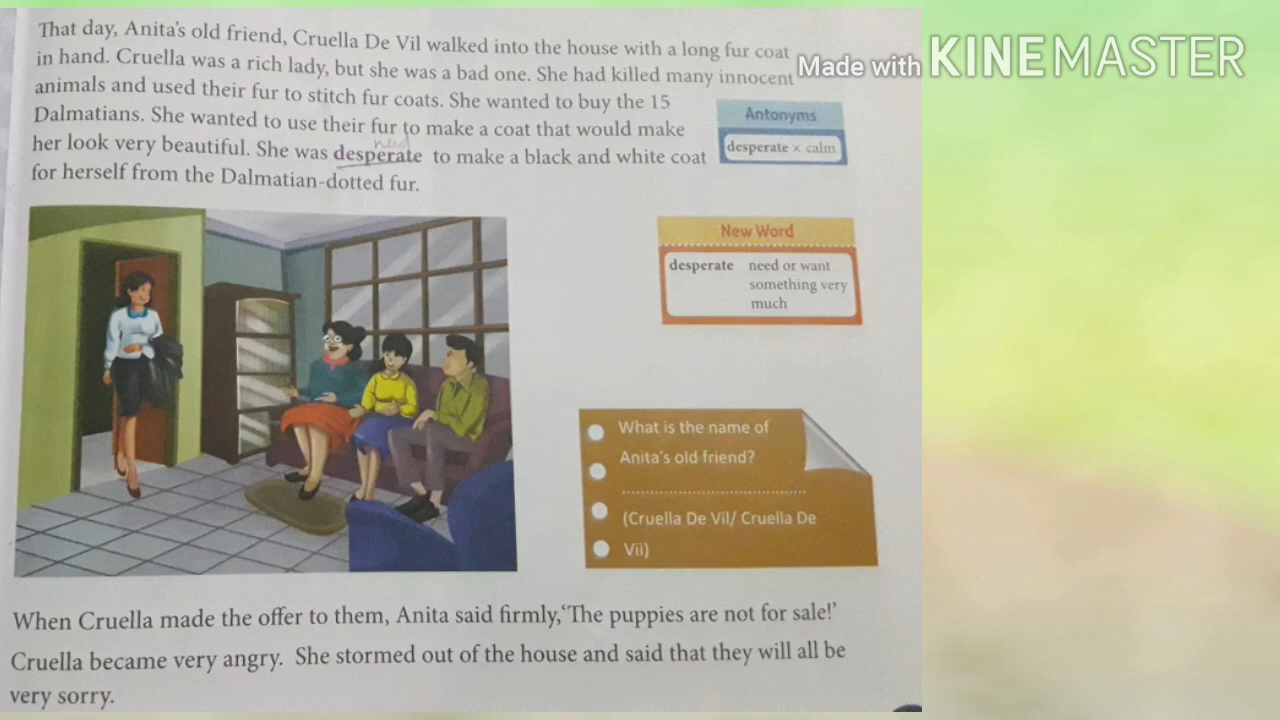 That day, Anita's old friend, Cruella De Vil walked into the house with a long fur coat
in hand. Cruella was a rich lady, but she was a bad one. She had killed many innocent
animals and used their fur to stitch fur coats. She wanted to buy the 15
Dalmatians. She wanted to use their fur to make a coat that would make
her look very beautiful. She was desperate to make a black and white coat
need
for herself from the Dalmatian-dotted fur.
Made with KINEMASTER
Antonyms
desperate × calm
New Word
desperate need or want
something very
much
What is the name of
Anita's old friend?
........................................
(Cruella De Vil/ Cruella De
Vii)
When Cruella made the offer to them, Anita said firmly,'The puppies are not for sale!'
Cruella became very angry. She stormed out of the house and said that they will all be
very sorry.